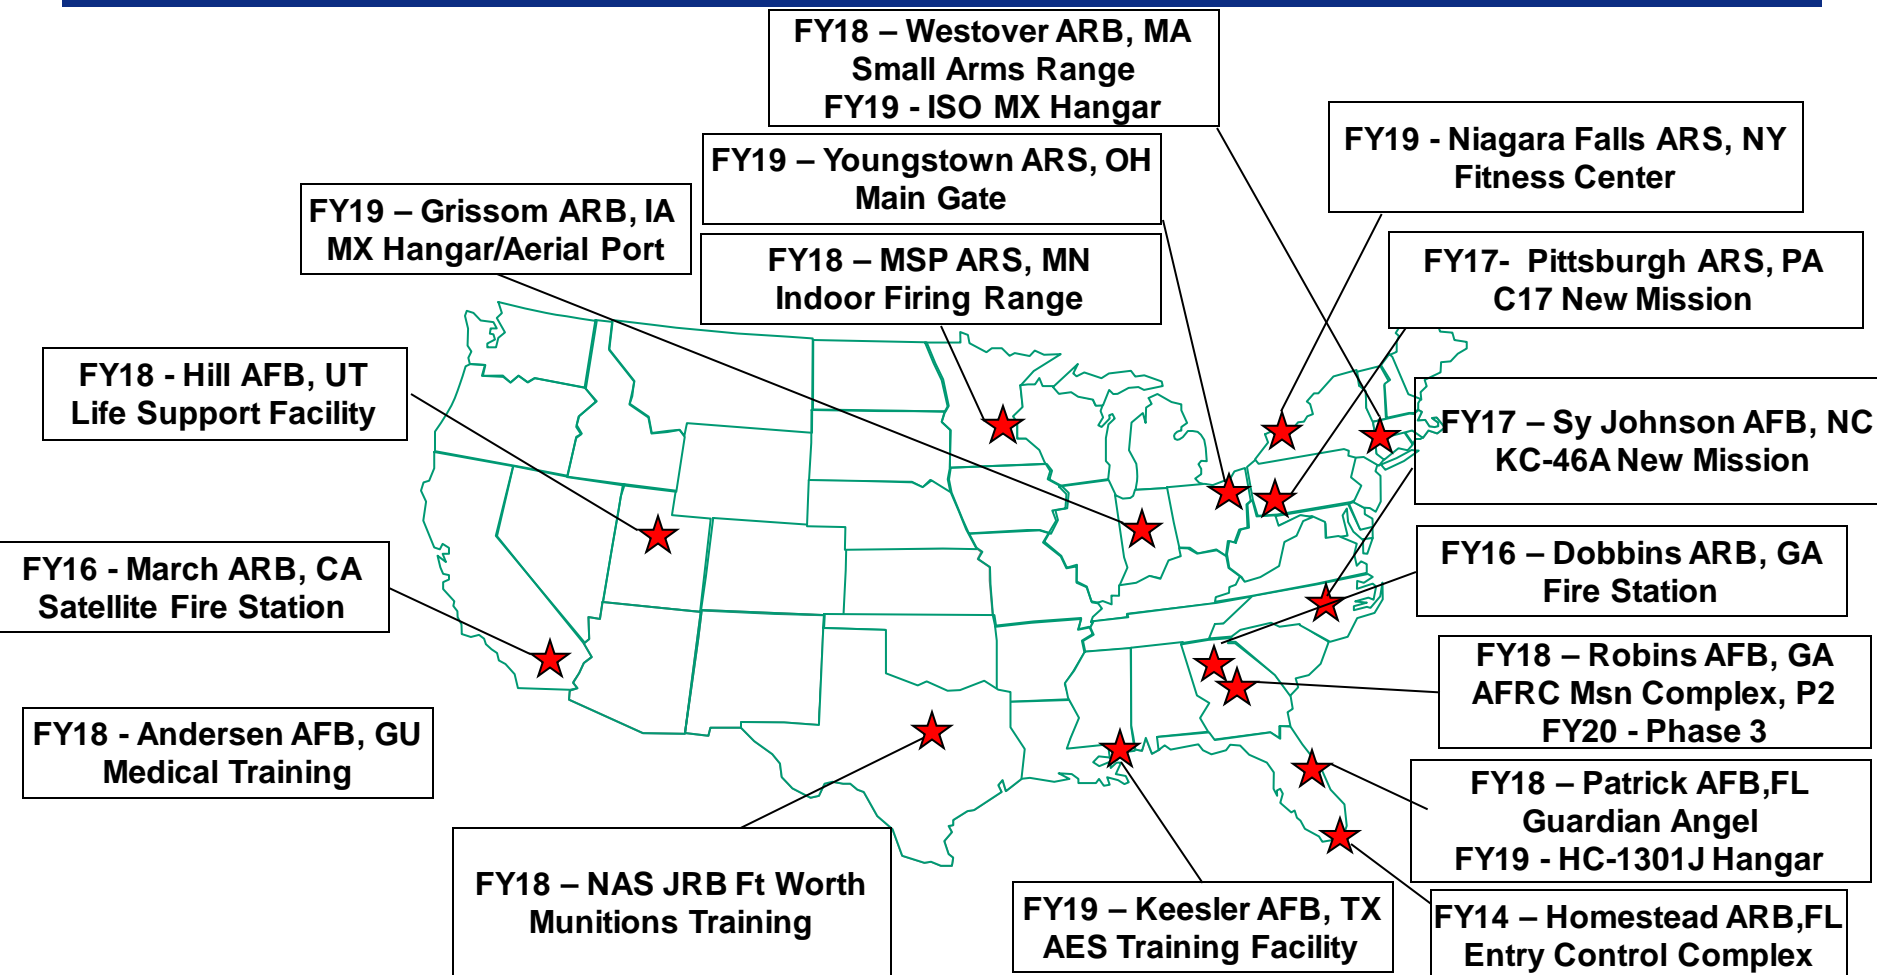 FY18 – Westover ARB, MA
Small Arms Range
FY19 - ISO MX Hangar
FY19 - Niagara Falls ARS, NY
Fitness Center
FY19 – Youngstown ARS, OH
Main Gate
FY19 – Grissom ARB, IA
MX Hangar/Aerial Port
FY18 – MSP ARS, MN
Indoor Firing Range
FY17- Pittsburgh ARS, PA
C17 New Mission
FY18 - Hill AFB, UT
Life Support Facility
FY17 – Sy Johnson AFB, NC
KC-46A New Mission
FY16 - March ARB, CA
Satellite Fire Station
FY16 – Dobbins ARB, GA
Fire Station
FY18 – Robins AFB, GA
AFRC Msn Complex, P2
FY20 - Phase 3
FY18 - Andersen AFB, GU
Medical Training
FY18 – Patrick AFB,FL
Guardian Angel
FY19 - HC-1301J Hangar
FY18 – NAS JRB Ft Worth
Munitions Training
FY19 – Keesler AFB, TX
AES Training Facility
FY14 – Homestead ARB,FL
Entry Control Complex